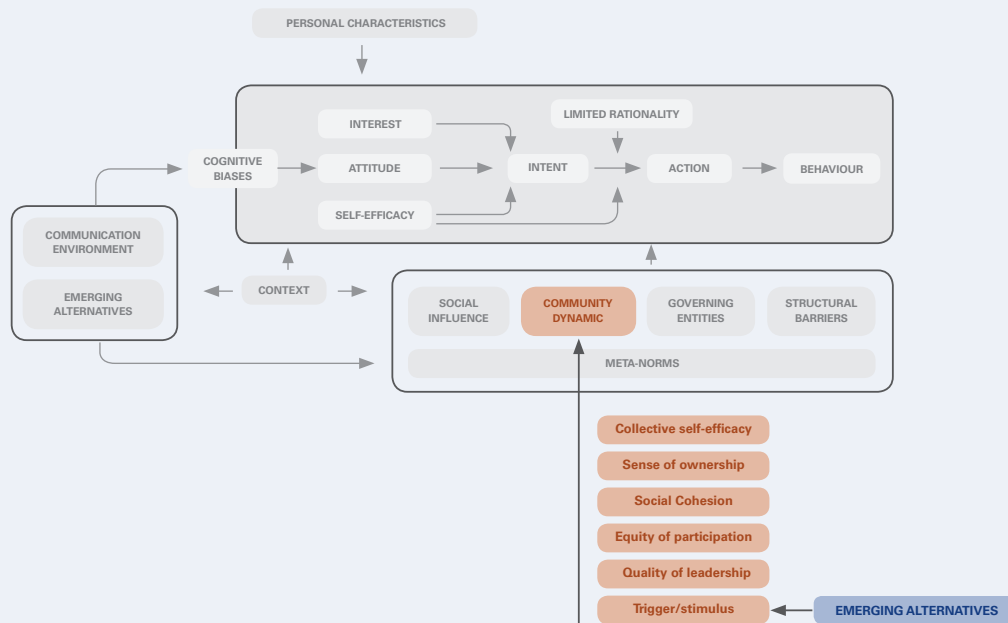 PERSONAL CHARACTERISTICS
INTEREST
LIMITED RATIONALITY
COGNITIVE
BIASES
ATTITUDE
INTENT
ACTION
BEHAVIOUR
SELF-EFFICACY
COMMUNICATION
ENVIRONMENT
EMERGING
ALTERNATIVES
CONTEXT
SOCIAL
INFLUENCE
COMMUNITY
DYNAMIC
GOVERNING
ENTITIES
STRUCTURAL
BARRIERS
META-NORMS
Collective self-efficacy
Sense of ownership
Social Cohesion
Equity of participation
Quality of leadership
Trigger/stimulus
EMERGING ALTERNATIVES